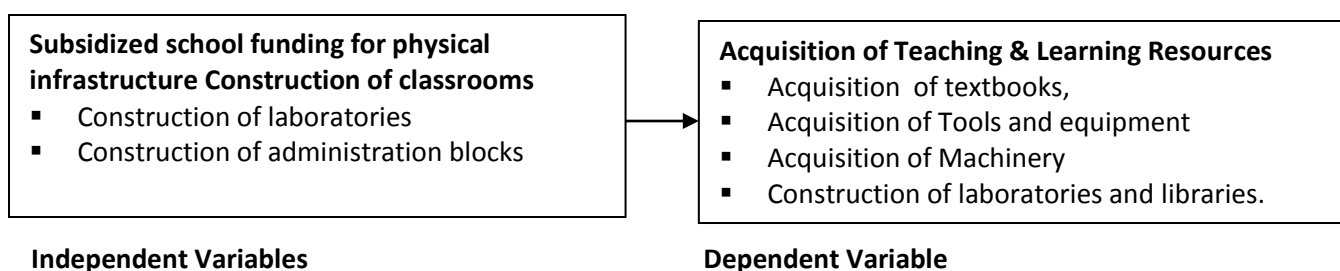 Subsidized school funding for physical
infrastructure Construction of classrooms
▪ Construction of laboratories
▪ Construction of administration blocks
Acquisition of Teaching & Learning Resources
▪ Acquisition of textbooks,
▪ Acquisition of Tools and equipment
▪ Acquisition of Machinery
▪ Construction of laboratories and libraries.
Independent Variables
Dependent Variable